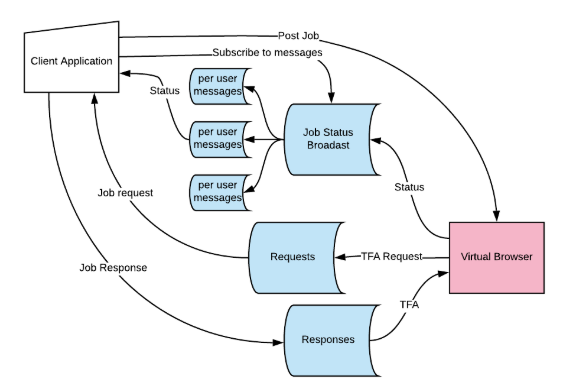 Post Job
Subscribe to messages
Client Application
Status
per user
messages
per user
messages
per user
messages
Job Status
Broadast
Status
Job request
Requests
TFA Request
Virtual Browser
Job Response
Responses
TFA